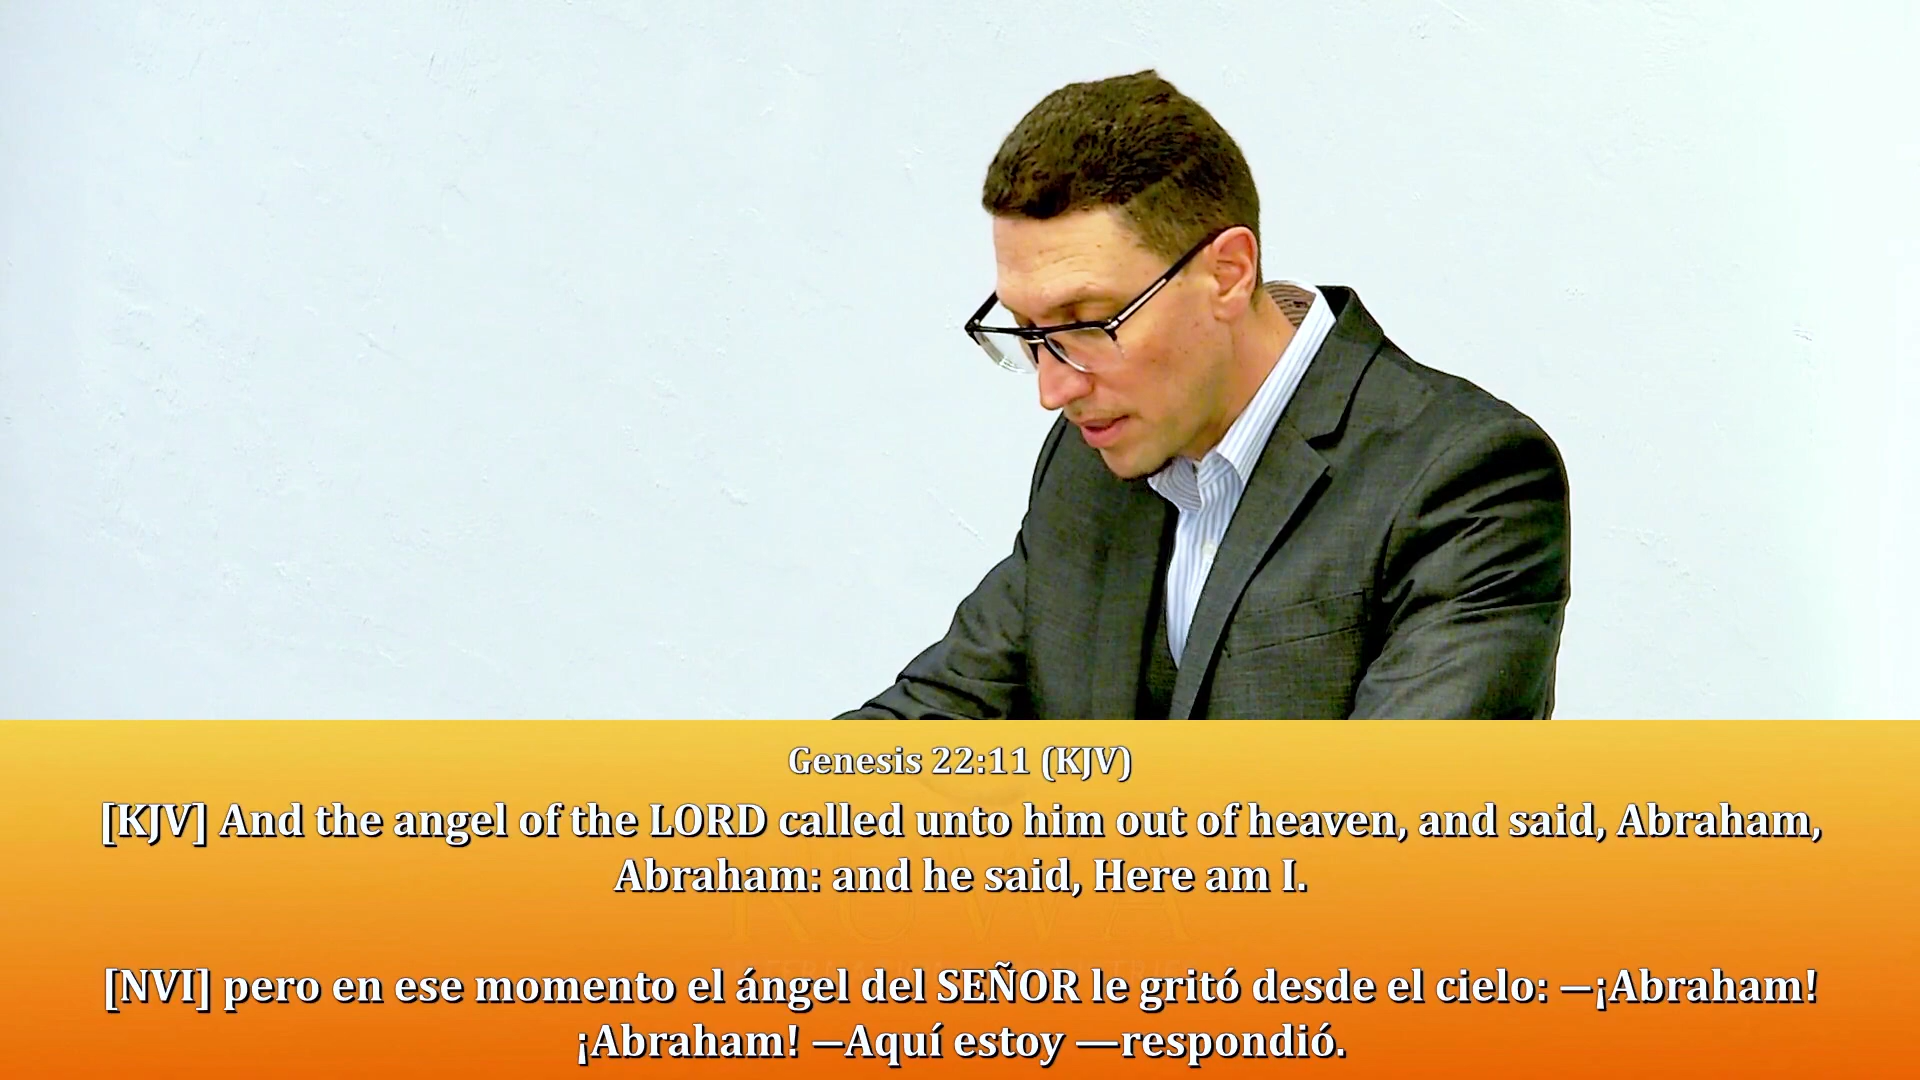 Genesis 22:11 (KJV)
[KJV] And the angel of the LORD called unto him out of heaven, and said, Abraham,
Abraham: and he said, Here am I.
RUWA
[NVI] pero en ese momento el ángel del SEÑOR le gritó desde el cielo: —¡Abraham!
¡Abraham! —Aquí estoy —respondió.